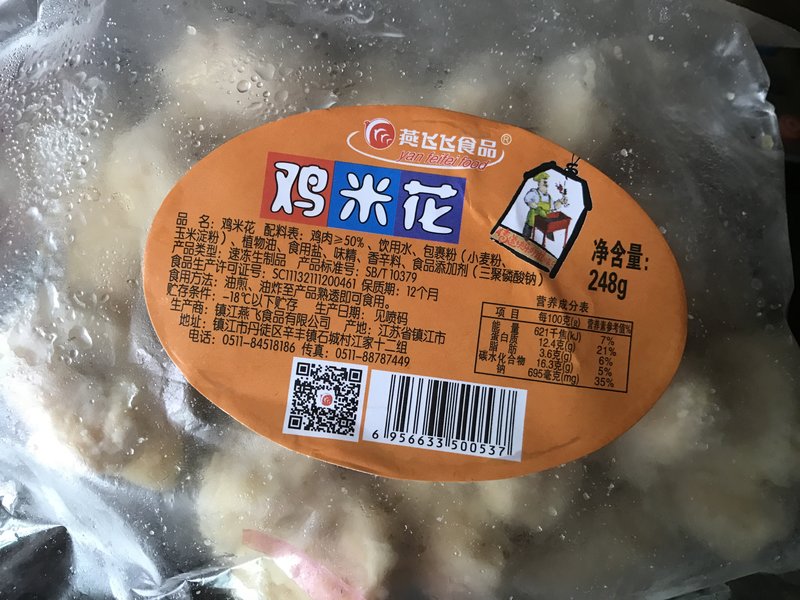 燕飞飞食品®
yan feifei food
鸡米花
品 名：鸡米花 配料表：鸡肉≥50%、饮用水、包裹粉（小麦粉、
玉米淀粉）、植物油、食用盐、味精、香辛料、食品添加剂（三聚磷酸钠）
产品类型：速冻生制品 产品标准号：SB/T 10379
食品生产许可证号：SC11132111200461 保质期：12个月
食用方法：油煎、油炸至产品熟透即可食用。
贮存条件：-18℃以下贮存 生产日期：见喷码
生产商：镇江燕飞食品有限公司 产地：江苏省镇江市
地址：镇江市丹徒区辛丰镇石城村江家十二组
电话：0511-84518186 传真：0511-88787449
净含量：
248g
营养成分表
项目 每100克(g) 营养素参考值%
能量 621千焦(kJ) 7%
蛋白质 12.4克(g) 21%
脂肪 3.6克(g) 6%
碳水化合物 16.3克(g) 5%
钠 695毫克(mg) 35%
6 956633 500537